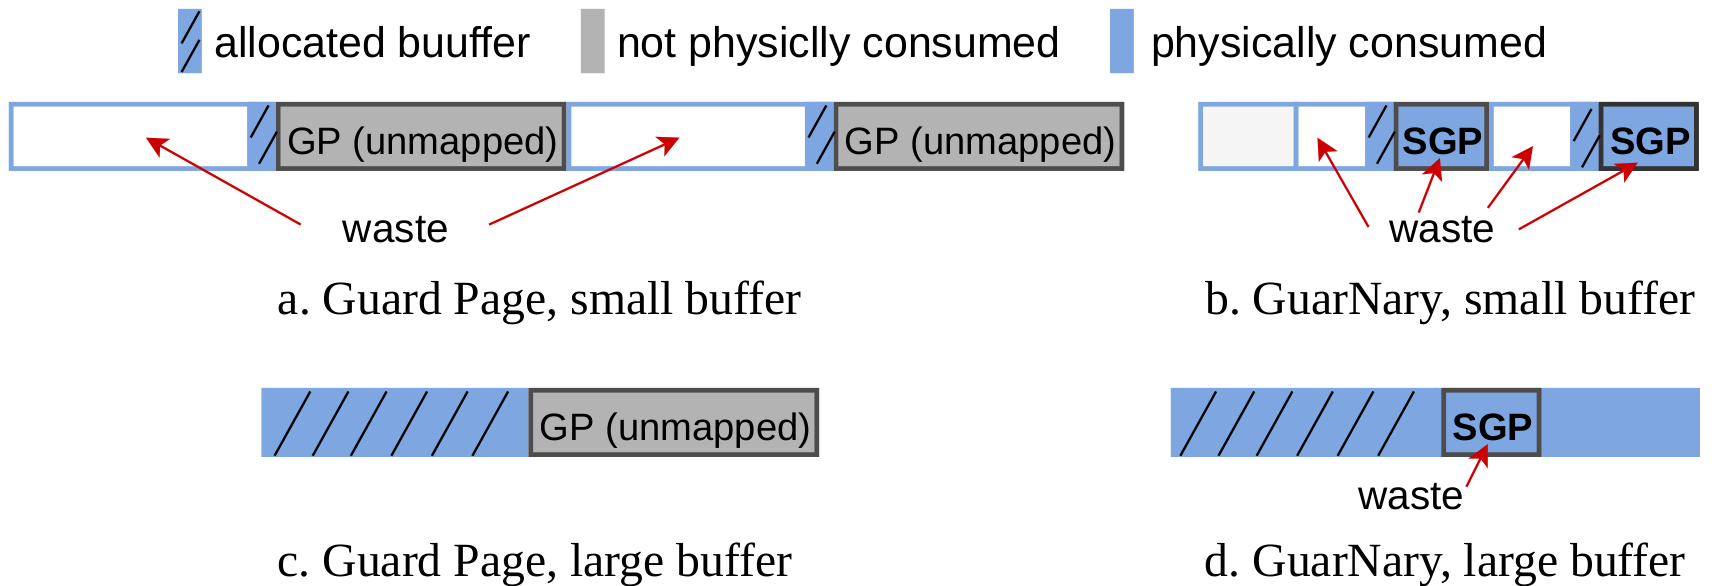 allocated buuffer not physiclly consumed physically consumed
GP (unmapped) GP (unmapped) SGP SGP
waste waste
a. Guard Page, small buffer b. GuarNary, small buffer
GP (unmapped) SGP
waste
c. Guard Page, large buffer d. GuarNary, large buffer